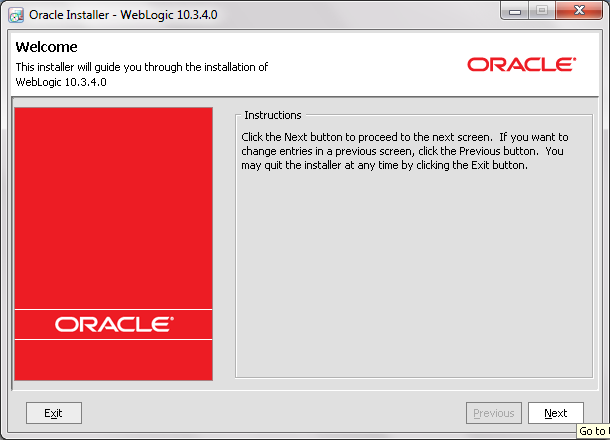 Oracle Installer - WebLogic 10.3.4.0
Welcome
This installer will guide you through the installation of
WebLogic 10.3.4.0
ORACLE®
Instructions
Click the Next button to proceed to the next screen. If you want to
change entries in a previous screen, click the Previous button. You
may quit the installer at any time by clicking the Exit button.
ORACLE®
Exit
Previous
Next
Go to